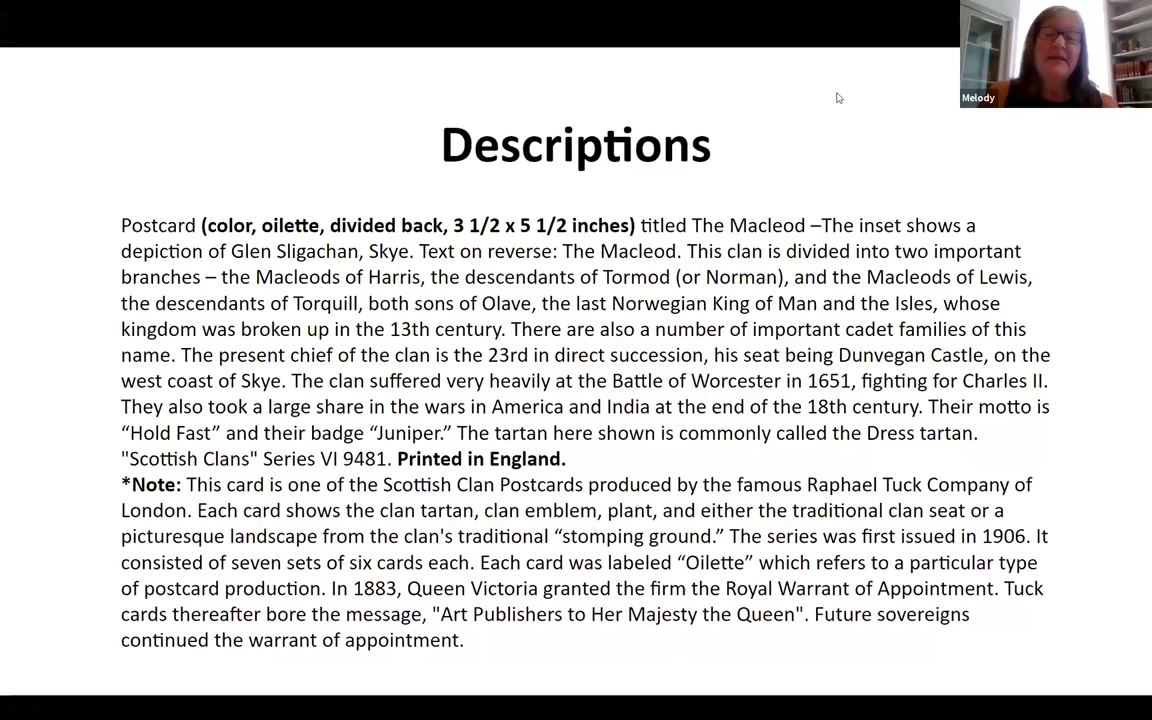 Melody
Descriptions
Postcard (color, oilette, divided back, 3 1/2 x 5 1/2 inches) titled The Macleod –The inset shows a
depiction of Glen Sligachan, Skye. Text on reverse: The Macleod. This clan is divided into two important
branches – the Macleods of Harris, the descendants of Tormod (or Norman), and the Macleods of Lewis,
the descendants of Torquill, both sons of Olave, the last Norwegian King of Man and the Isles, whose
kingdom was broken up in the 13th century. There are also a number of important cadet families of this
name. The present chief of the clan is the 23rd in direct succession, his seat being Dunvegan Castle, on the
west coast of Skye. The clan suffered very heavily at the Battle of Worcester in 1651, fighting for Charles II.
They also took a large share in the wars in America and India at the end of the 18th century. Their motto is
“Hold Fast” and their badge “Juniper.” The tartan here shown is commonly called the Dress tartan.
"Scottish Clans" Series VI 9481. Printed in England.
*Note: This card is one of the Scottish Clan Postcards produced by the famous Raphael Tuck Company of
London. Each card shows the clan tartan, clan emblem, plant, and either the traditional clan seat or a
picturesque landscape from the clan's traditional “stomping ground.” The series was first issued in 1906. It
consisted of seven sets of six cards each. Each card was labeled “Oilette” which refers to a particular type
of postcard production. In 1883, Queen Victoria granted the firm the Royal Warrant of Appointment. Tuck
cards thereafter bore the message, "Art Publishers to Her Majesty the Queen". Future sovereigns
continued the warrant of appointment.